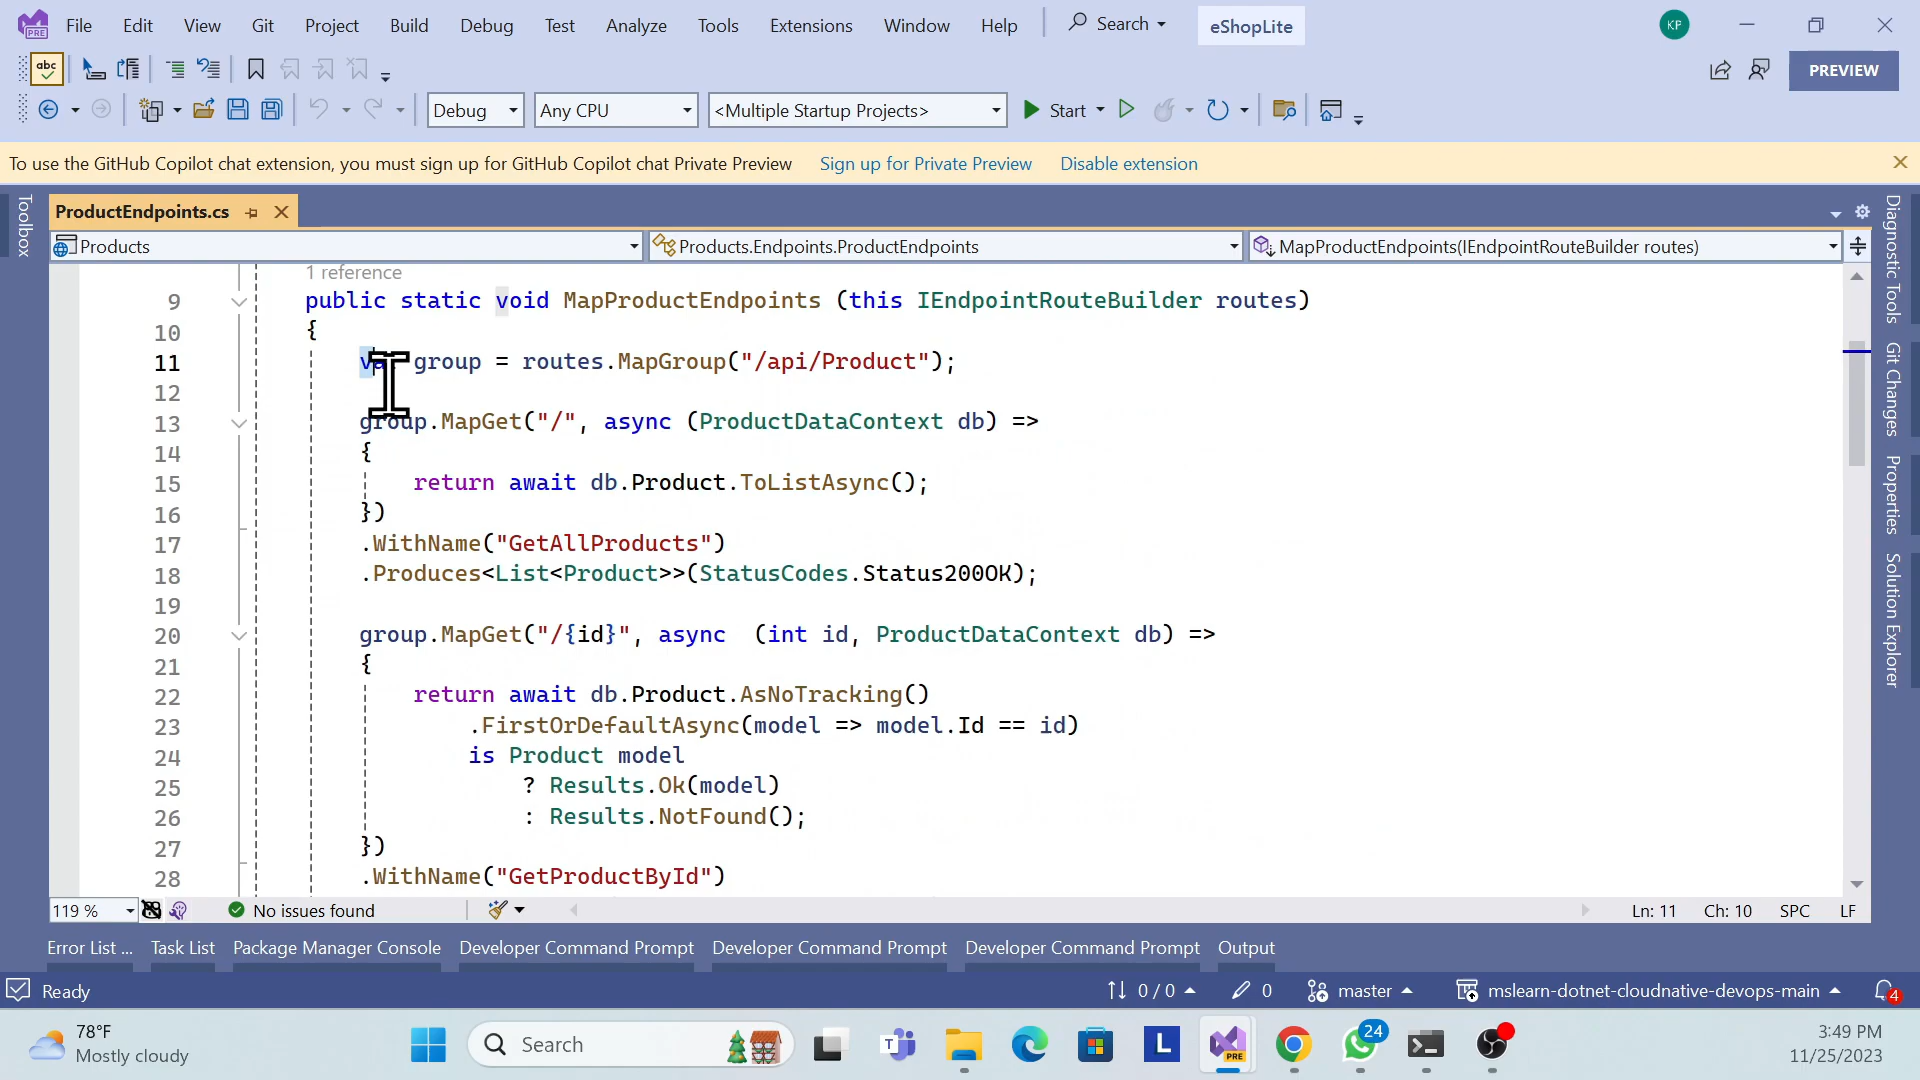 File Edit View Git Project Build Debug Test Analyze Tools Extensions Window Help Search eShopLite KP
abc PREVIEW
Debug Any CPU <Multiple Startup Projects> Start
To use the GitHub Copilot chat extension, you must sign up for GitHub Copilot chat Private Preview Sign up for Private Preview Disable extension
Toolbox
ProductEndpoints.cs
Products Products.Endpoints.ProductEndpoints MapProductEndpoints(IEndpointRouteBuilder routes)
1 reference
9 public static void MapProductEndpoints (this IEndpointRouteBuilder routes)
10 {
11 var group = routes.MapGroup("/api/Product");
12
13 group.MapGet("/", async (ProductDataContext db) =>
14 {
15 return await db.Product.ToListAsync();
16 })
17 .WithName("GetAllProducts")
18 .Produces<List<Product>>(StatusCodes.Status200OK);
19
20 group.MapGet("/{id}", async  (int id, ProductDataContext db) =>
21 {
22 return await db.Product.AsNoTracking()
23 .FirstOrDefaultAsync(model => model.Id == id)
24 is Product model
25 ? Results.Ok(model)
26 : Results.NotFound();
27 })
28 .WithName("GetProductById")
Diagnostic Tools
Git Changes
Properties
Solution Explorer
119 % No issues found Ln: 11 Ch: 10 SPC LF
Error List ... Task List Package Manager Console Developer Command Prompt Developer Command Prompt Developer Command Prompt Output
Ready 0 / 0 0 master mslearn-dotnet-cloudnative-devops-main 4
78°F
Mostly cloudy
Search
T
L
PRE
24
3:49 PM
11/25/2023